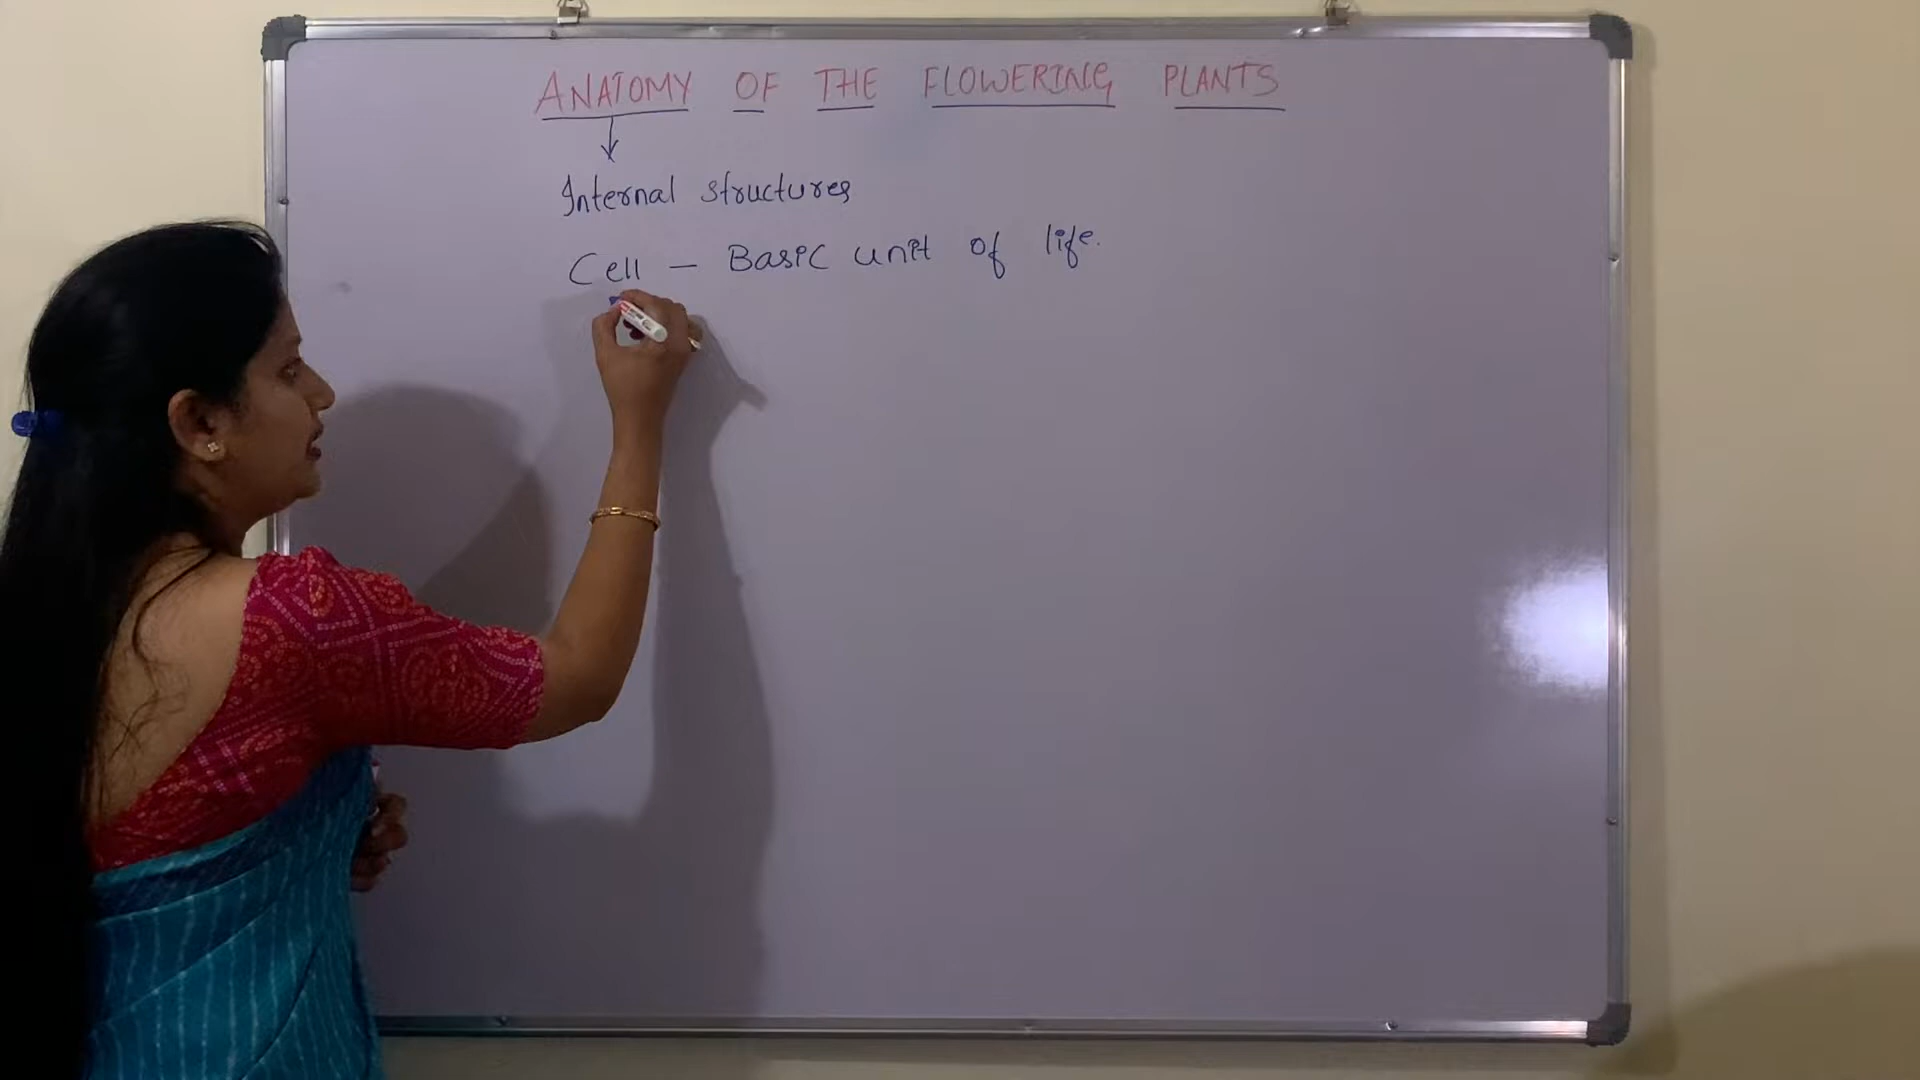 ANATOMY OF THE FLOWERING PLANTS
Internal structures
Cell – Basic unit of life.